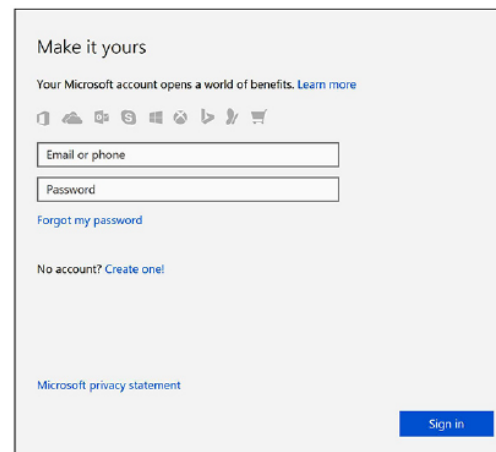 Make it yours
Your Microsoft account opens a world of benefits. Learn more
Email or phone
Password
Forgot my password
No account? Create one!
Microsoft privacy statement
Sign in